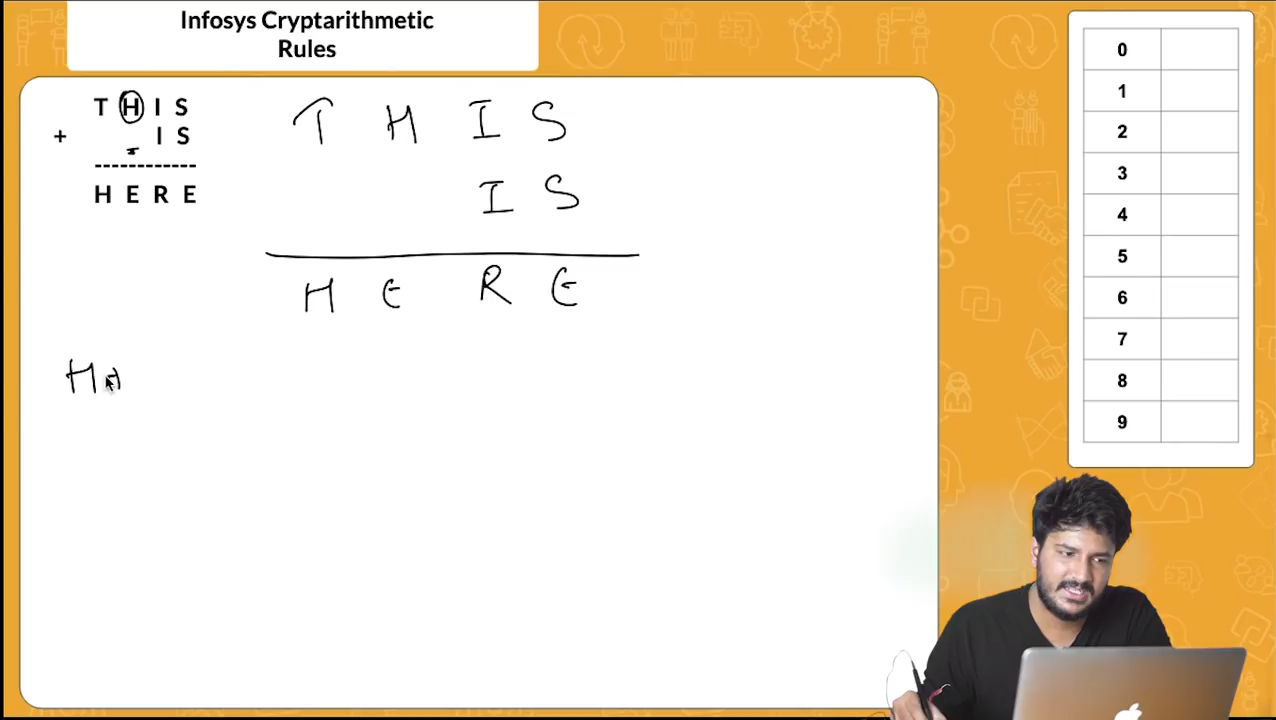 Infosys Cryptarithmetic
Rules
T H I S
+ I S
------------
H E R E
T H I S
I S
H E R E
H
0
1
2
3
4
5
6
7
8
9